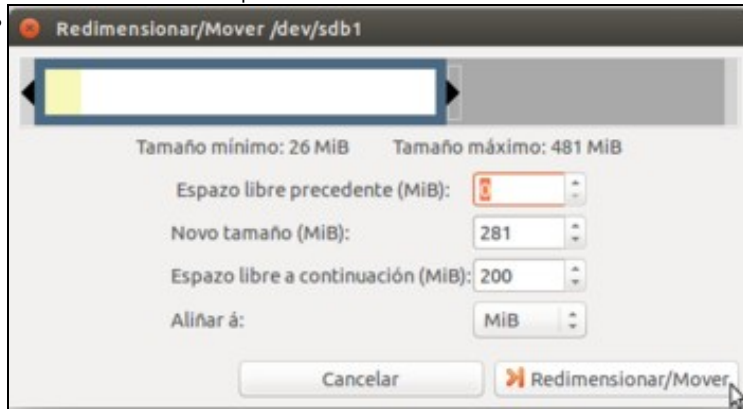 Redimensionar/Mover /dev/sdb1
Tamaño mínimo: 26 MiB Tamaño máximo: 481 MiB
Espazo libre precedente (MiB): 0
Novo tamaño (MiB): 281
Espazo libre a continuación (MiB): 200
Aliñar á: MiB
Cancelar Redimensionar/Mover